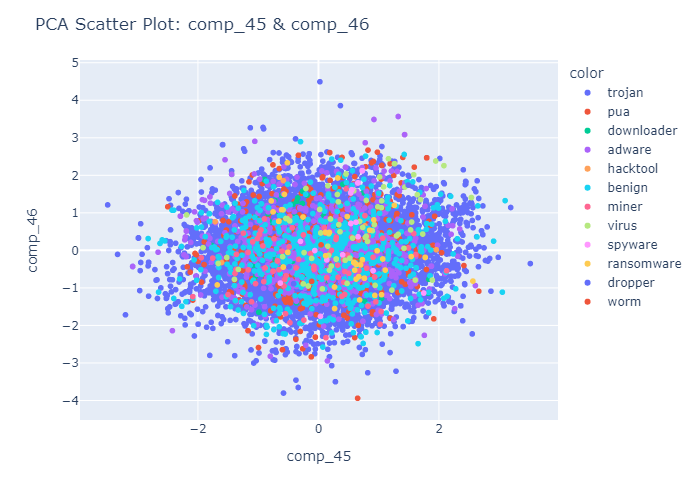 PCA Scatter Plot: comp_45 & comp_46
color
trojan
pua
downloader
adware
hacktool
benign
miner
virus
spyware
ransomware
dropper
worm
comp_46
5
4
3
2
1
0
−1
−2
−3
−4
−2
0
2
comp_45